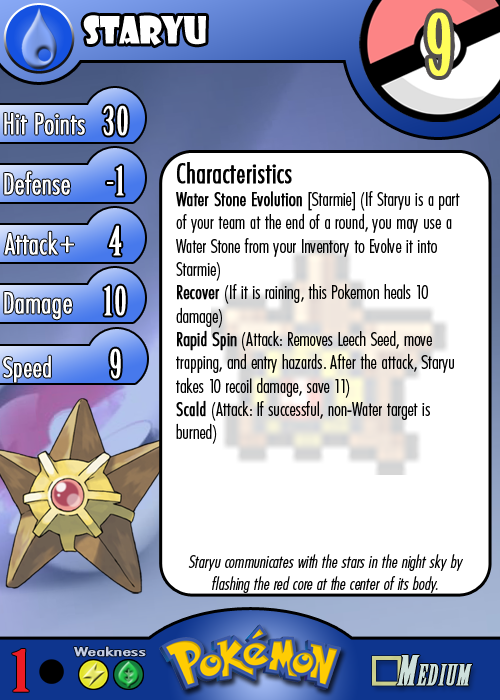 STARYU
9
Hit Points 30
Defense -1
Attack+ 4
Damage 10
Speed 9
Characteristics
Water Stone Evolution [Starmie] (If Staryu is a part
of your team at the end of a round, you may use a
Water Stone from your Inventory to Evolve it into
Starmie)
Recover (If it is raining, this Pokemon heals 10
damage)
Rapid Spin (Attack: Removes Leech Seed, move
trapping, and entry hazards. After the attack, Staryu
takes 10 recoil damage, save 11)
Scald (Attack: If successful, non-Water target is
burned)
Staryu communicates with the stars in the night sky by
flashing the red core at the center of its body.
1
Weakness
POKéMON
MEDIUM